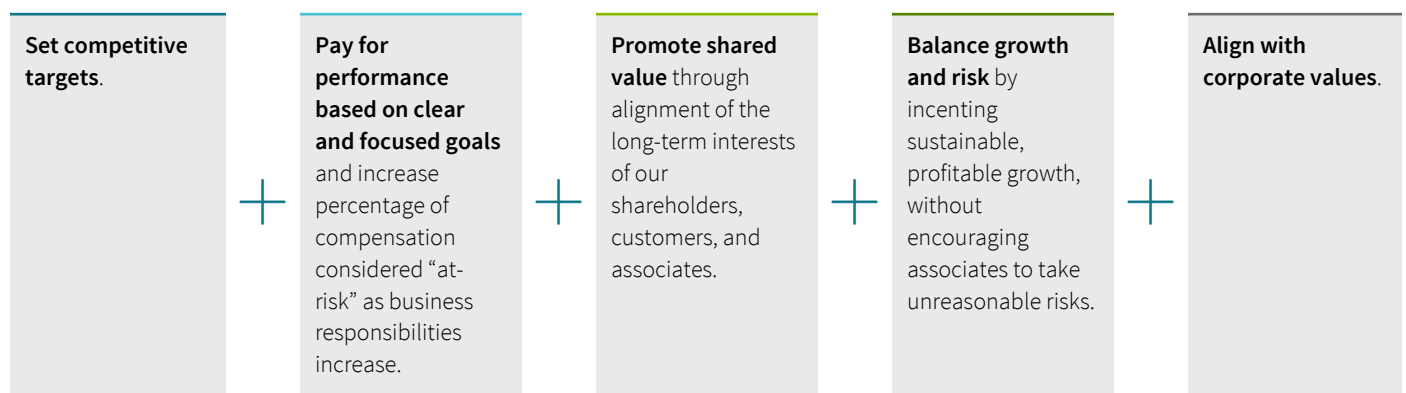 Set competitive
targets.
Pay for
performance
based on clear
and focused goals
and increase
percentage of
compensation
considered “at-
risk” as business
responsibilities
increase.
Promote shared
value through
alignment of the
long-term interests
of our
shareholders,
customers, and
associates.
Balance growth
and risk by
incenting
sustainable,
profitable growth,
without
encouraging
associates to take
unreasonable risks.
Align with
corporate values.